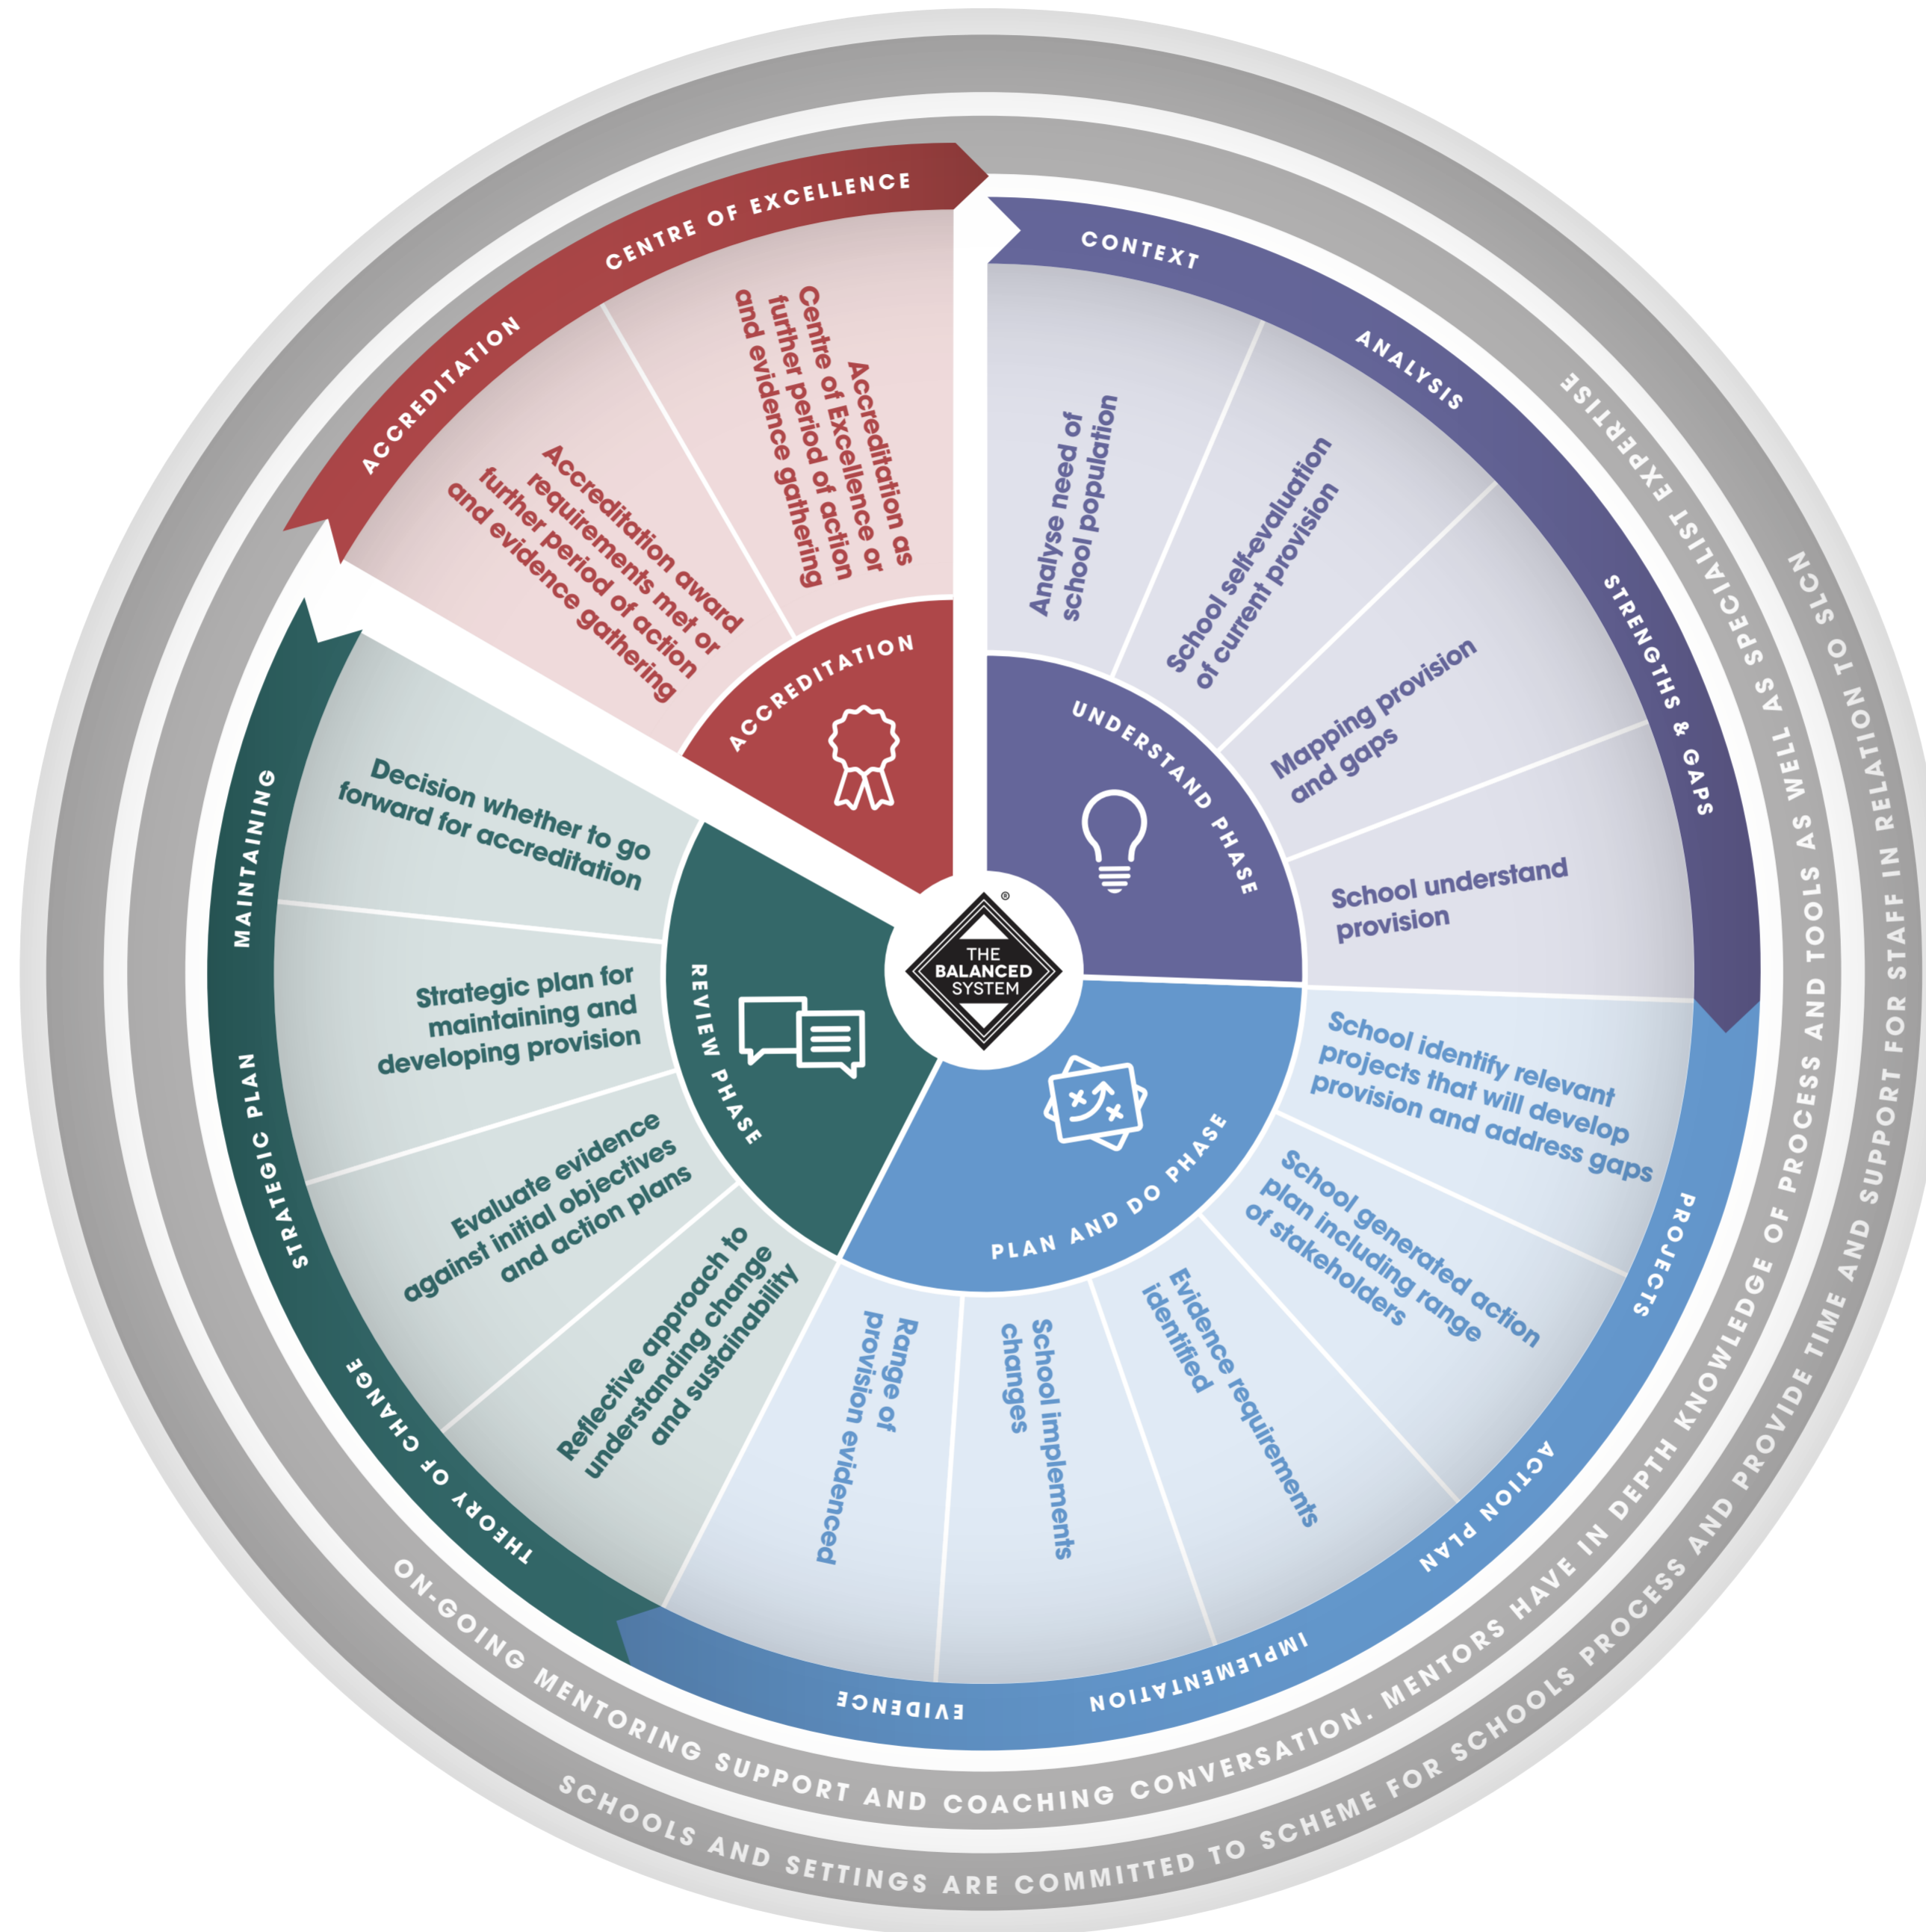 THE
BALANCED
SYSTEM
®
UNDERSTAND PHASE
CONTEXT
ANALYSIS
STRENGTHS & GAPS
Analyse need of
school population
School self-evaluation
of current provision
Mapping provision
and gaps
School understand
provision
PLAN AND DO PHASE
PROJECTS
ACTION PLAN
IMPLEMENTATION
EVIDENCE
School identify relevant
projects that will develop
provision and address gaps
School generated action
plan including range
of stakeholders
Evidence requirements
identified
School implements
changes
Range of
provision evidenced
REVIEW PHASE
THEORY OF CHANGE
STRATEGIC PLAN
MAINTAINING
Reflective approach to
understanding change
and sustainability
Evaluate evidence
against initial objectives
and action plans
Strategic plan for
maintaining and
developing provision
Decision whether to go
forward for accreditation
ACCREDITATION
ACCREDITATION
CENTRE OF EXCELLENCE
Accreditation award
requirements met or
further period of action
and evidence gathering
Accreditation as
Centre of Excellence or
further period of action
and evidence gathering
ON-GOING MENTORING SUPPORT AND COACHING CONVERSATION. MENTORS HAVE IN DEPTH KNOWLEDGE OF PROCESS AND TOOLS AS WELL AS SPECIALIST EXPERTISE
SCHOOLS AND SETTINGS ARE COMMITTED TO SCHEME FOR SCHOOLS PROCESS AND PROVIDE TIME AND SUPPORT FOR STAFF IN RELATION TO SLCN